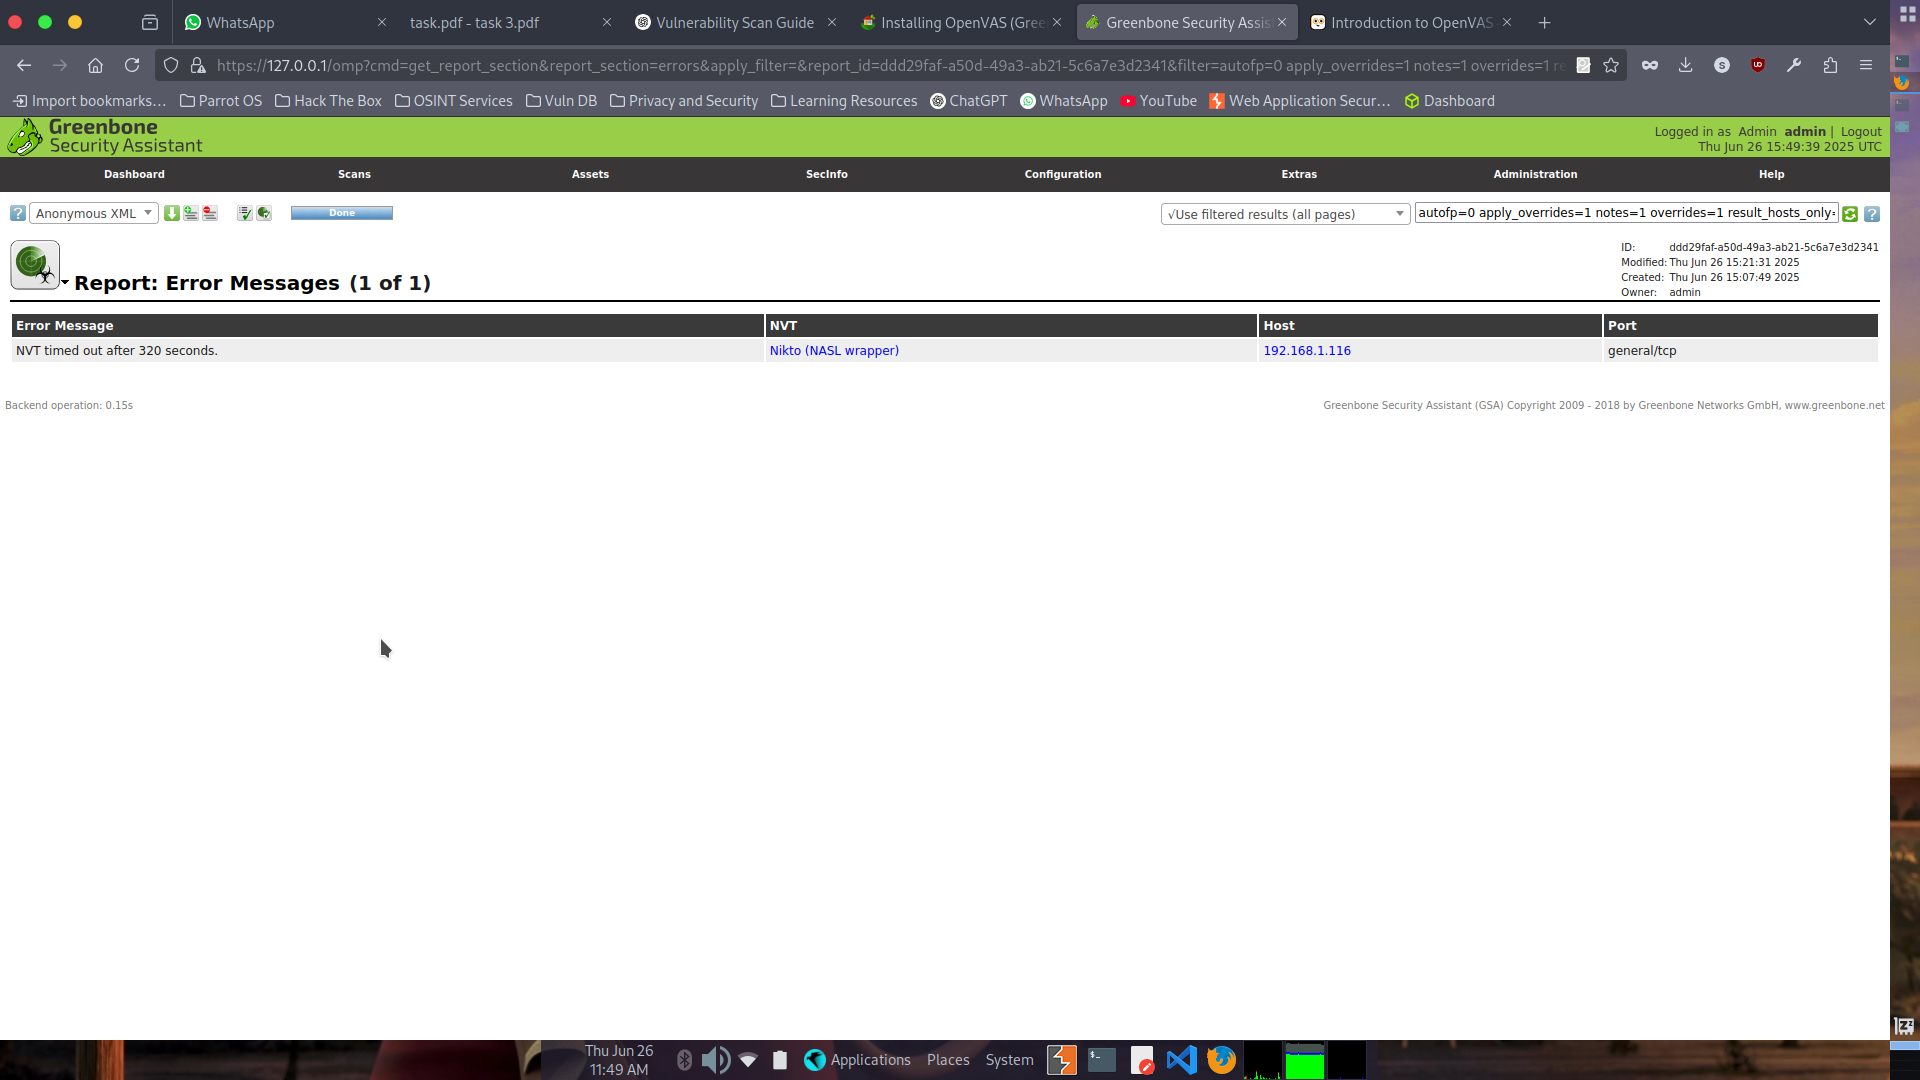 WhatsApp
task.pdf - task 3.pdf
Vulnerability Scan Guide
Installing OpenVAS (Gree
Greenbone Security Assis
Introduction to OpenVAS
https://127.0.0.1/omp?cmd=get_report_section&report_section=errors&apply_filter=&report_id=ddd29faf-a50d-49a3-ab21-5c6a7e3d2341&filter=autofp=0 apply_overrides=1 notes=1 overrides=1 re
Import bookmarks... Parrot OS Hack The Box OSINT Services Vuln DB Privacy and Security Learning Resources ChatGPT WhatsApp YouTube Web Application Secur... Dashboard
Greenbone
Security Assistant
Logged in as Admin admin | Logout
Thu Jun 26 15:49:39 2025 UTC
Dashboard Scans Assets SecInfo Configuration Extras Administration Help
Anonymous XML
Done
√Use filtered results (all pages)
autofp=0 apply_overrides=1 notes=1 overrides=1 result_hosts_only=
ID: ddd29faf-a50d-49a3-ab21-5c6a7e3d2341
Modified: Thu Jun 26 15:21:31 2025
Created: Thu Jun 26 15:07:49 2025
Owner: admin
Report: Error Messages (1 of 1)
Error Message NVT Host Port
NVT timed out after 320 seconds. Nikto (NASL wrapper) 192.168.1.116 general/tcp
Backend operation: 0.15s
Greenbone Security Assistant (GSA) Copyright 2009 - 2018 by Greenbone Networks GmbH, www.greenbone.net
Thu Jun 26
11:49 AM
Applications Places System